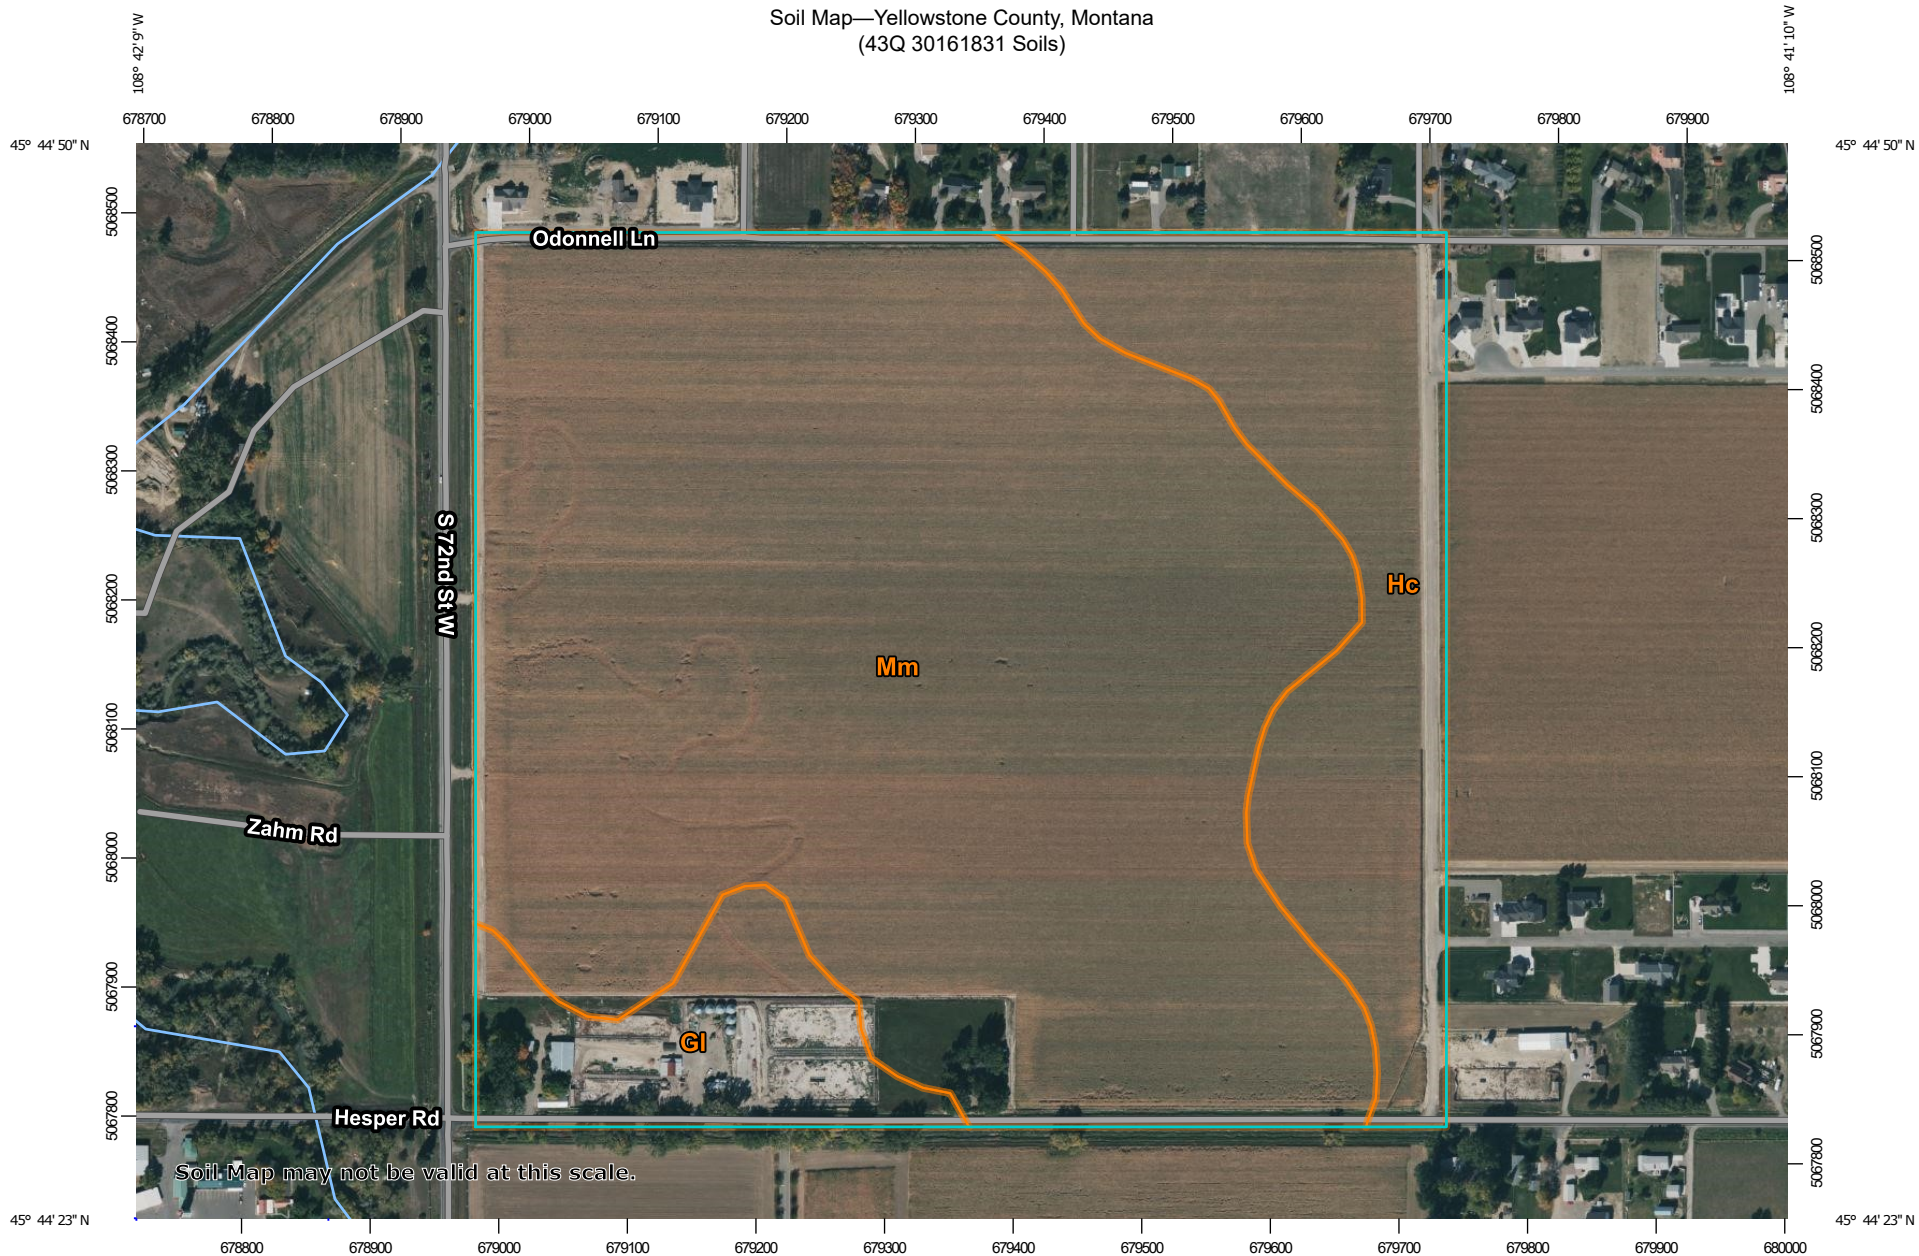 Soil Map—Yellowstone County, Montana
(43Q 30161831 Soils)
108° 42' 9'' W
108° 41' 10'' W
678700 678800 678900 679000 679100 679200 679300 679400 679500 679600 679700 679800 679900
45° 44' 50'' N
45° 44' 50'' N
5068500
5068400
5068300
5068200
5068100
5068000
5067900
5067800
Odonnell Ln
S 72nd St W
Hc
Mm
Zahm Rd
Gl
Hesper Rd
Soil Map may not be valid at this scale.
5068500
5068400
5068300
5068200
5068100
5068000
5067900
5067800
45° 44' 23'' N
45° 44' 23'' N
678800 678900 679000 679100 679200 679300 679400 679500 679600 679700 679800 679900 680000